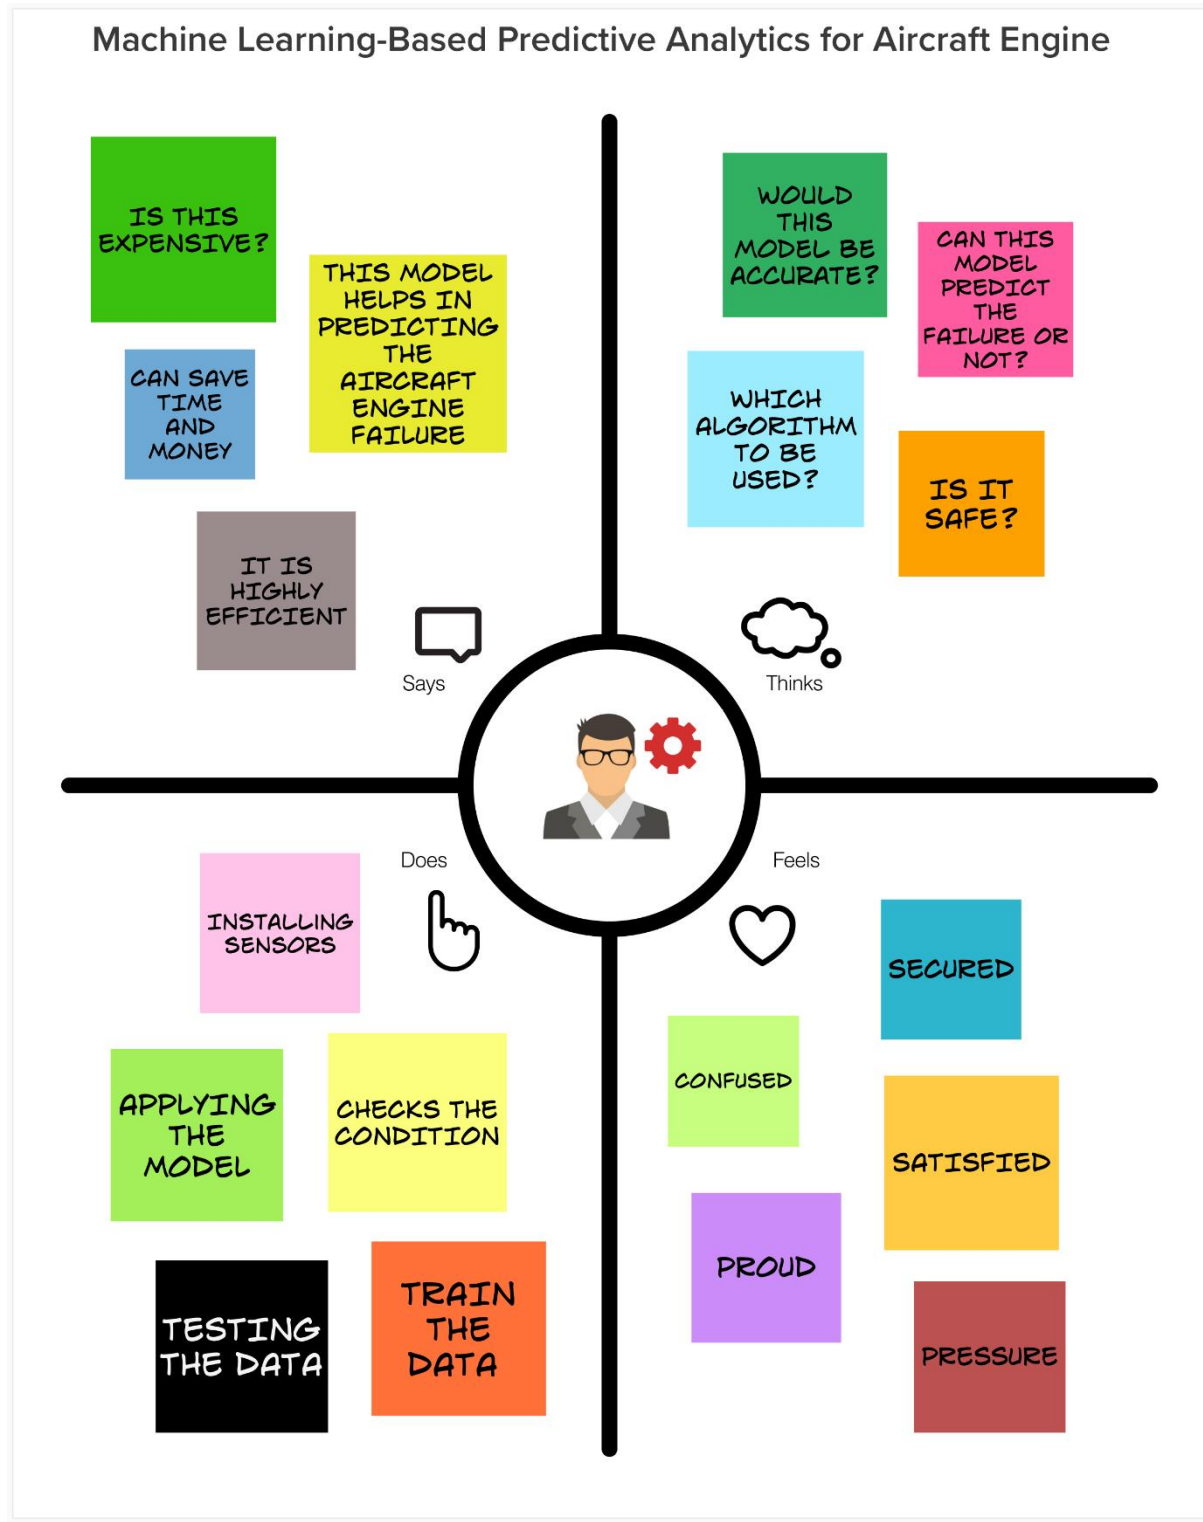 Machine Learning-Based Predictive Analytics for Aircraft Engine
IS THIS
EXPENSIVE?
THIS MODEL
HELPS IN
PREDICTING
THE
AIRCRAFT
ENGINE
FAILURE
CAN SAVE
TIME
AND
MONEY
IT IS
HIGHLY
EFFICIENT
Says
WOULD
THIS
MODEL BE
ACCURATE?
CAN THIS
MODEL
PREDICT
THE
FAILURE OR
NOT?
WHICH
ALGORITHM
TO BE
USED?
IS IT
SAFE?
Thinks
Does
INSTALLING
SENSORS
APPLYING
THE
MODEL
CHECKS THE
CONDITION
TESTING
THE DATA
TRAIN
THE
DATA
Feels
SECURED
CONFUSED
SATISFIED
PROUD
PRESSURE